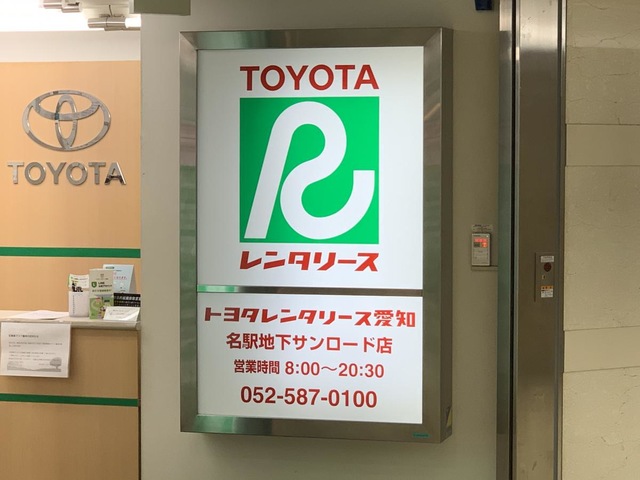 TOYOTA
TOYOTA
レンタリース
トヨタレンタリース愛知
名駅地下サンロード店
営業時間 8:00～20:30
052-587-0100